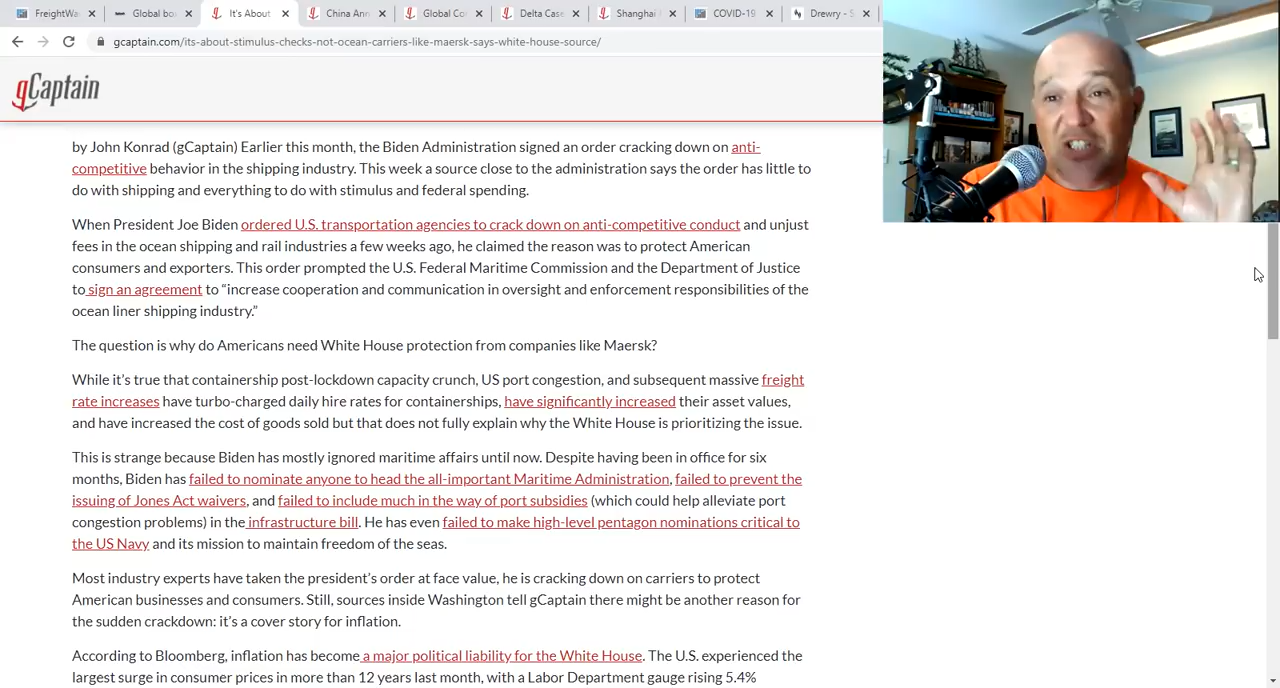 FreightWa
Global bo
It's About
China Ann
Global Co
Delta Case
Shanghai
COVID-19
Drewry - S
gcaptain.com/its-about-stimulus-checks-not-ocean-carriers-like-maersk-says-white-house-source/
gCaptain
by John Konrad (gCaptain) Earlier this month, the Biden Administration signed an order cracking down on anti-
competitive behavior in the shipping industry. This week a source close to the administration says the order has little to
do with shipping and everything to do with stimulus and federal spending.
When President Joe Biden ordered U.S. transportation agencies to crack down on anti-competitive conduct and unjust
fees in the ocean shipping and rail industries a few weeks ago, he claimed the reason was to protect American
consumers and exporters. This order prompted the U.S. Federal Maritime Commission and the Department of Justice
to sign an agreement to “increase cooperation and communication in oversight and enforcement responsibilities of the
ocean liner shipping industry.”
The question is why do Americans need White House protection from companies like Maersk?
While it’s true that containership post-lockdown capacity crunch, US port congestion, and subsequent massive freight
rate increases have turbo-charged daily hire rates for containerships, have significantly increased their asset values,
and have increased the cost of goods sold but that does not fully explain why the White House is prioritizing the issue.
This is strange because Biden has mostly ignored maritime affairs until now. Despite having been in office for six
months, Biden has failed to nominate anyone to head the all-important Maritime Administration, failed to prevent the
issuing of Jones Act waivers, and failed to include much in the way of port subsidies (which could help alleviate port
congestion problems) in the infrastructure bill. He has even failed to make high-level pentagon nominations critical to
the US Navy and its mission to maintain freedom of the seas.
Most industry experts have taken the president’s order at face value, he is cracking down on carriers to protect
American businesses and consumers. Still, sources inside Washington tell gCaptain there might be another reason for
the sudden crackdown: it’s a cover story for inflation.
According to Bloomberg, inflation has become a major political liability for the White House. The U.S. experienced the
largest surge in consumer prices in more than 12 years last month, with a Labor Department gauge rising 5.4%